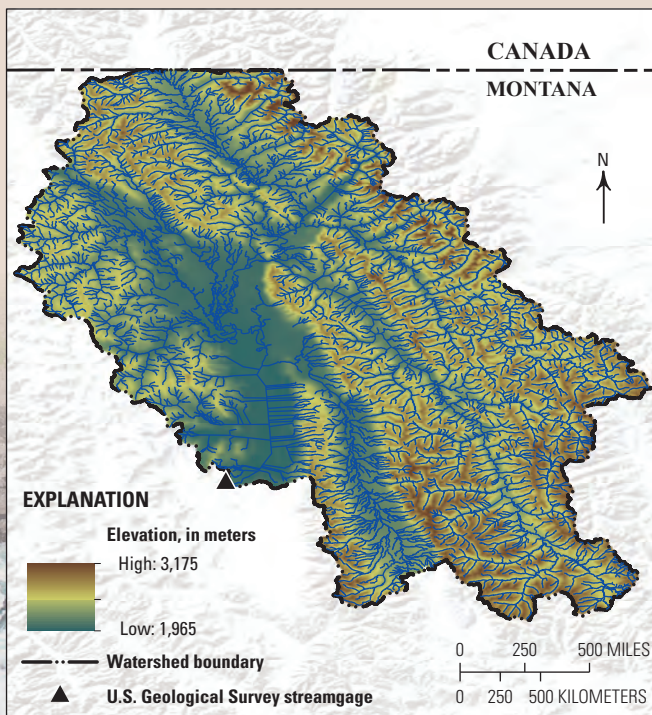 CANADA
MONTANA
N
EXPLANATION
Elevation, in meters
High: 3,175
Low: 1,965
Watershed boundary
U.S. Geological Survey streamgage
0 250 500 MILES
0 250 500 KILOMETERS